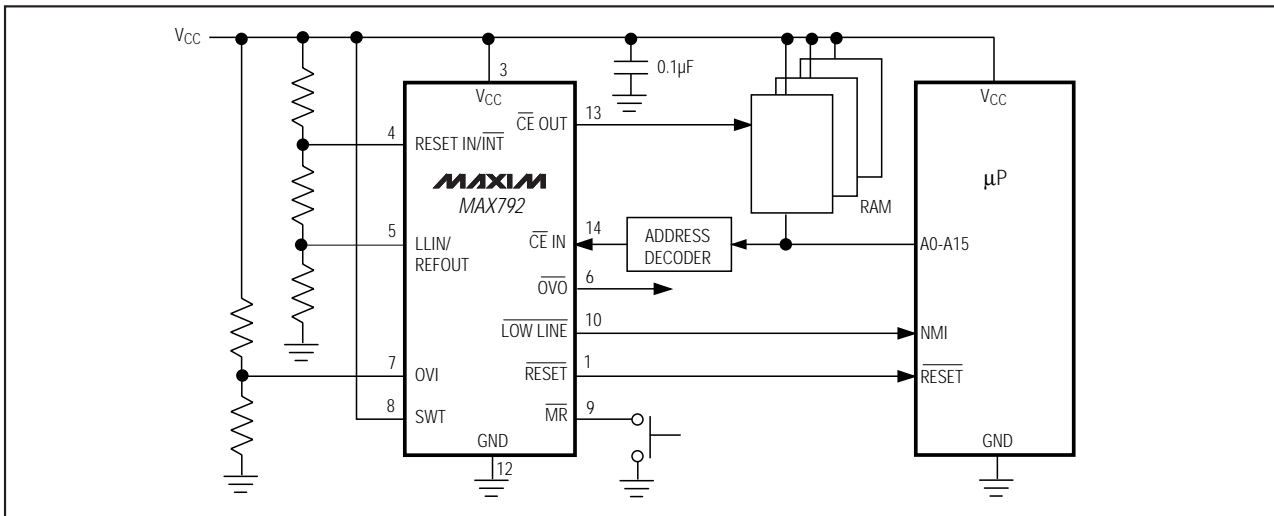 VCC
3
VCC
0.1µF
13
CE OUT
4
RESET IN/INT
MAXIM
MAX792
5
LLIN/
REFOUT
14
CE IN
ADDRESS
DECODER
RAM
VCC
µP
A0-A15
6
OVO
10
LOW LINE
NMI
7
OVI
1
RESET
RESET
8
SWT
9
MR
GND
12
GND